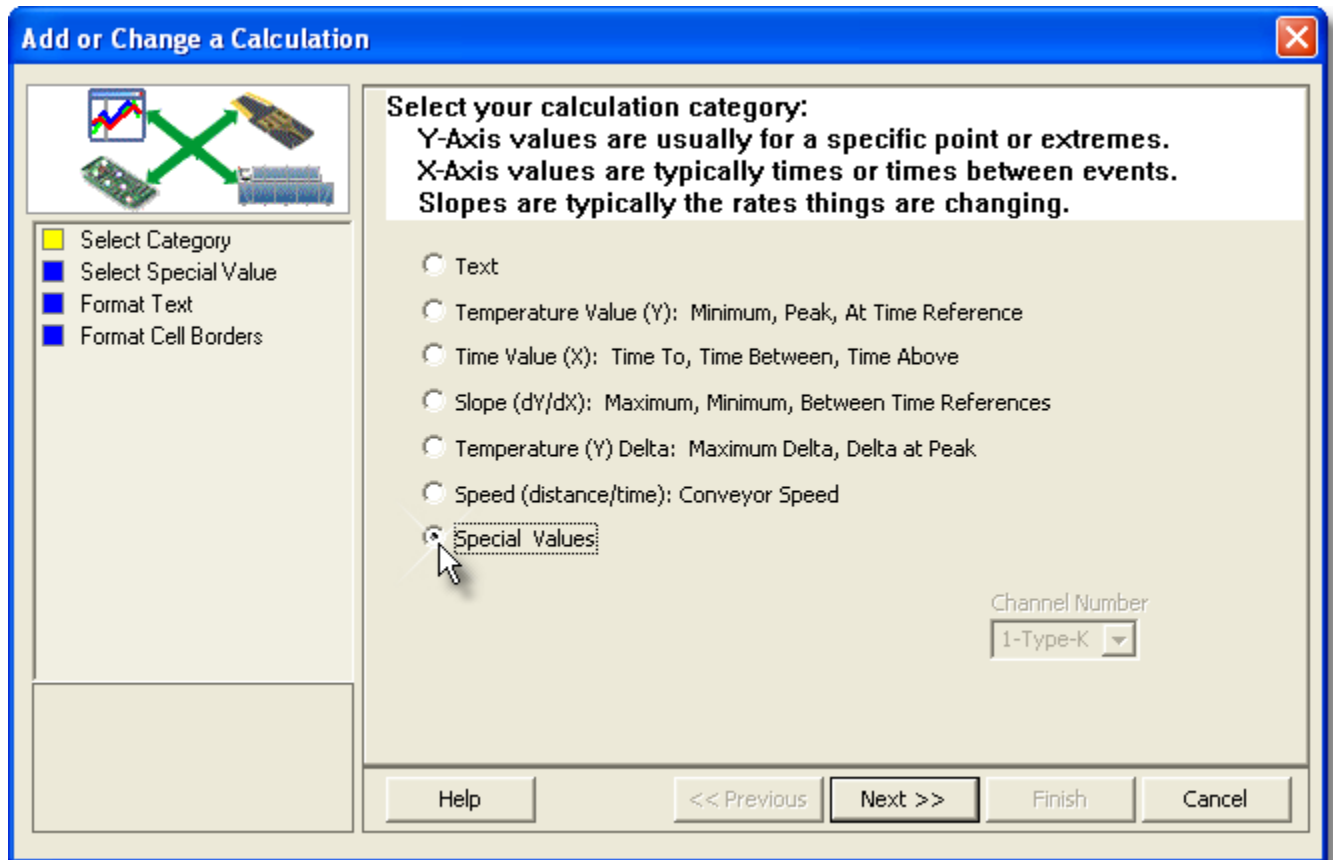 Add or Change a Calculation
Select your calculation category:
Y-Axis values are usually for a specific point or extremes.
X-Axis values are typically times or times between events.
Slopes are typically the rates things are changing.
Select Category
Select Special Value
Format Text
Format Cell Borders
Text
Temperature Value (Y): Minimum, Peak, At Time Reference
Time Value (X): Time To, Time Between, Time Above
Slope (dY/dX): Maximum, Minimum, Between Time References
Temperature (Y) Delta: Maximum Delta, Delta at Peak
Speed (distance/time): Conveyor Speed
Special Values
Channel Number
1-Type-K
Help
<< Previous
Next >>
Finish
Cancel